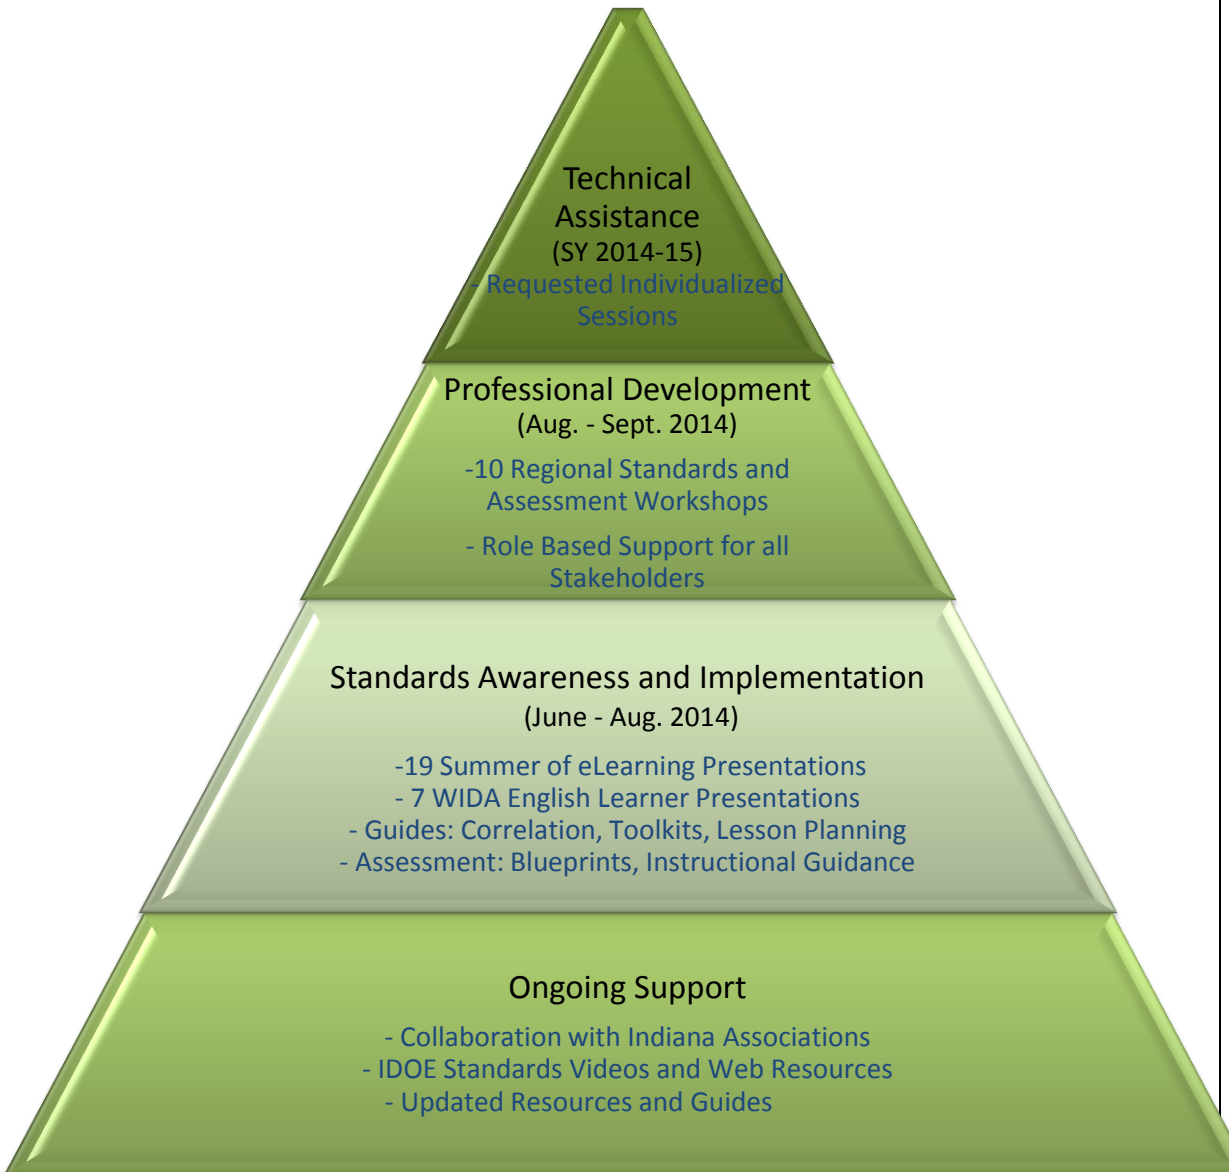 Technical
Assistance
(SY 2014-15)
- Requested Individualized
Sessions
Professional Development
(Aug. - Sept. 2014)
-10 Regional Standards and
Assessment Workshops
- Role Based Support for all
Stakeholders
Standards Awareness and Implementation
(June - Aug. 2014)
-19 Summer of eLearning Presentations
- 7 WIDA English Learner Presentations
- Guides: Correlation, Toolkits, Lesson Planning
- Assessment: Blueprints, Instructional Guidance
Ongoing Support
- Collaboration with Indiana Associations
- IDOE Standards Videos and Web Resources
- Updated Resources and Guides